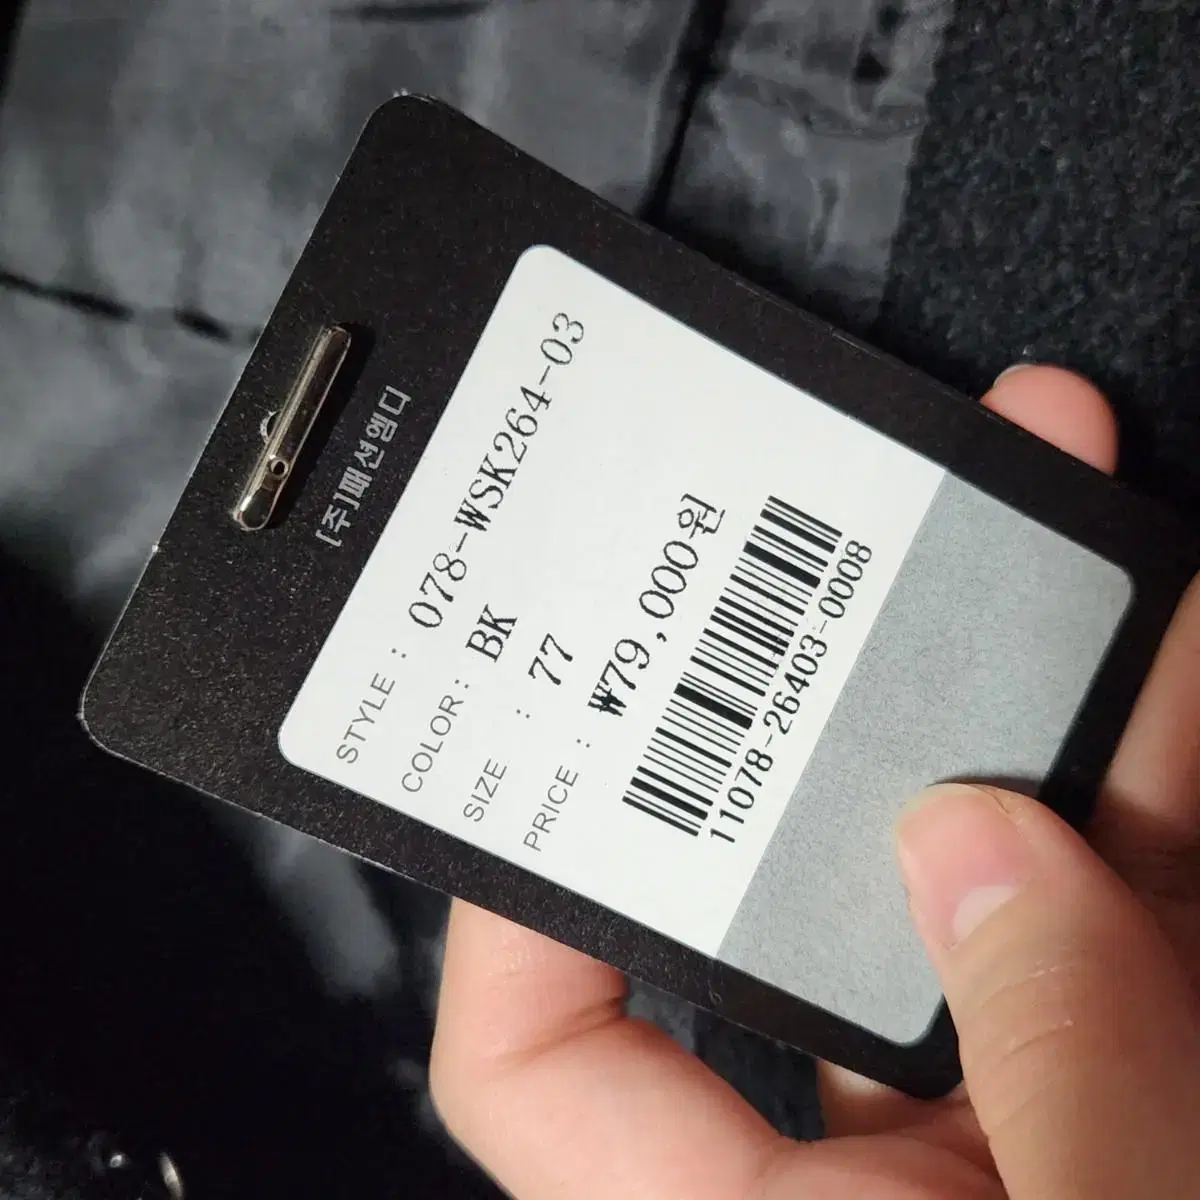 [주]패션엠디
STYLE : 078-WSK264-03
COLOR : BK
SIZE : 77
PRICE : ₩79,000원
11078-26403-0008